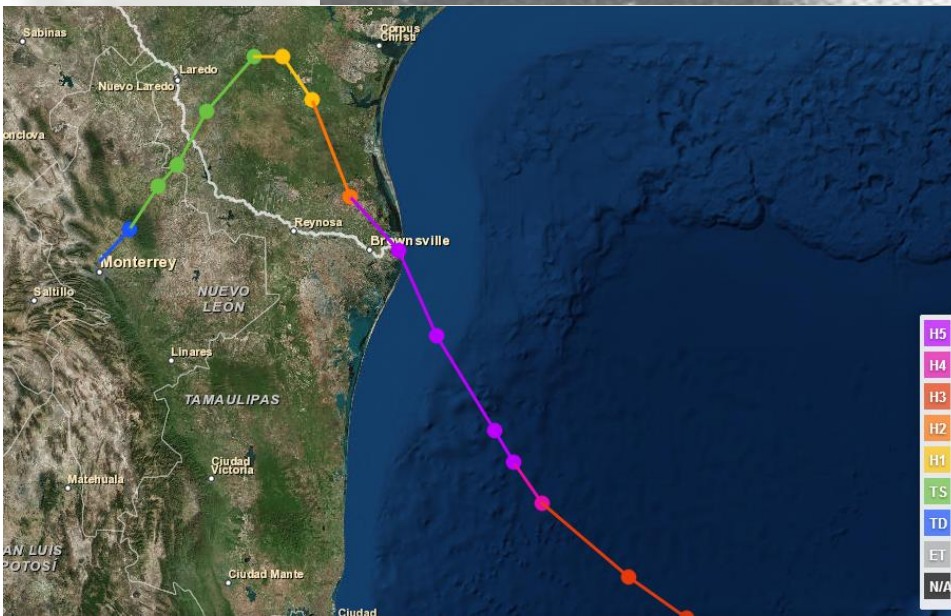 Sabinas
Corpus
Christi
Laredo
Nuevo Laredo
onclova
Reynosa
Brownsville
Monterrey
Saltillo
NUEVO
LEÓN
Linares
TAMAULIPAS
Ciudad
Victoria
Matehuala
AN LUIS
POTOSÍ
Ciudad Mante
Ciudad
H5
H4
H3
H2
H1
TS
TD
ET
N/A